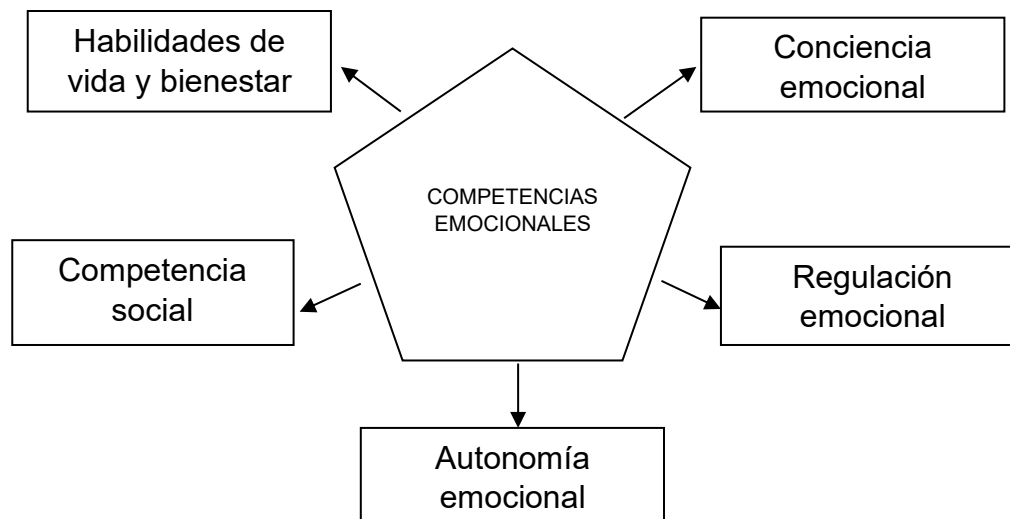 Habilidades de
vida y bienestar
Conciencia
emocional
COMPETENCIAS
EMOCIONALES
Competencia
social
Regulación
emocional
Autonomía
emocional